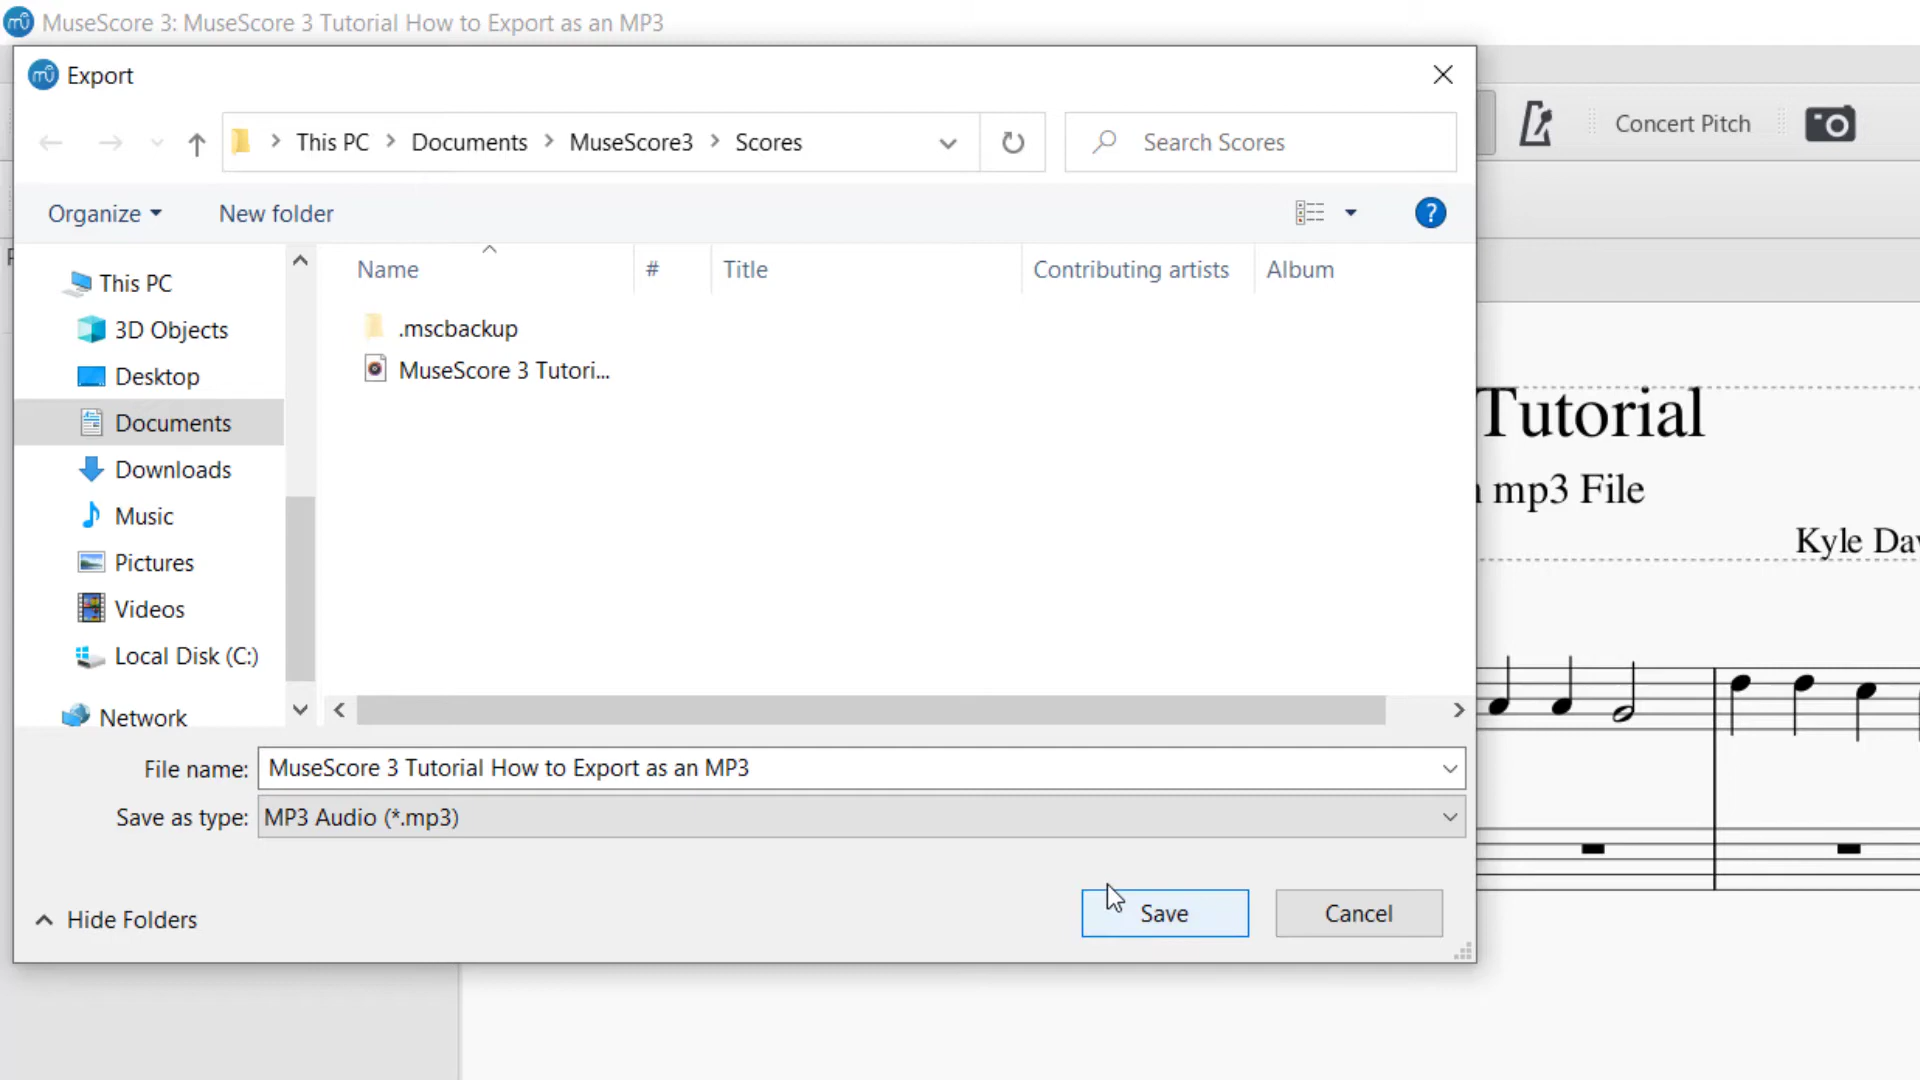 MuseScore 3: MuseScore 3 Tutorial How to Export as an MP3
Export
This PC > Documents > MuseScore3 > Scores
Search Scores
Concert Pitch
Organize
New folder
?
Name
#
Title
Contributing artists
Album
This PC
3D Objects
Desktop
Documents
Downloads
Music
Pictures
Videos
Local Disk (C:)
Network
.mscbackup
MuseScore 3 Tutori...
Tutorial
mp3 File
Kyle
File name: MuseScore 3 Tutorial How to Export as an MP3
Save as type: MP3 Audio (*.mp3)
Hide Folders
Save
Cancel